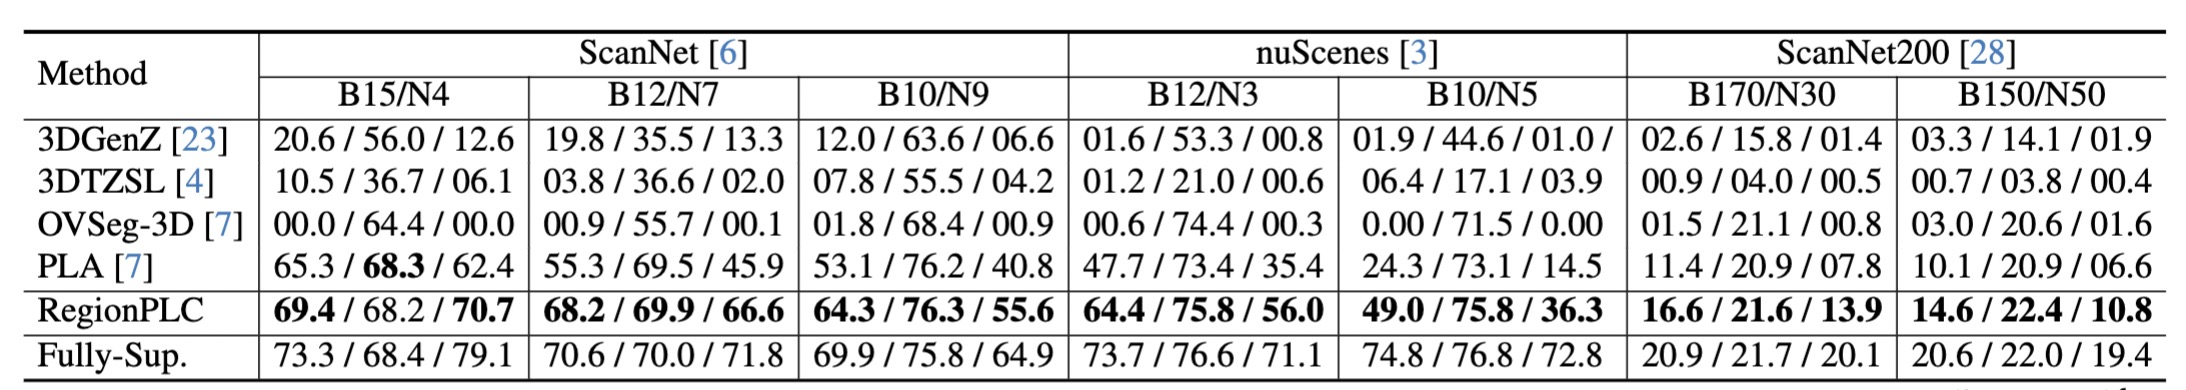 Method ScanNet [6] nuScenes [3] ScanNet200 [28]
B15/N4 B12/N7 B10/N9 B12/N3 B10/N5 B170/N30 B150/N50
3DGenZ [23] 20.6 / 56.0 / 12.6 19.8 / 35.5 / 13.3 12.0 / 63.6 / 06.6 01.6 / 53.3 / 00.8 01.9 / 44.6 / 01.0 / 02.6 / 15.8 / 01.4 03.3 / 14.1 / 01.9
3DTZSL [4] 10.5 / 36.7 / 06.1 03.8 / 36.6 / 02.0 07.8 / 55.5 / 04.2 01.2 / 21.0 / 00.6 06.4 / 17.1 / 03.9 00.9 / 04.0 / 00.5 00.7 / 03.8 / 00.4
OVSeg-3D [7] 00.0 / 64.4 / 00.0 00.9 / 55.7 / 00.1 01.8 / 68.4 / 00.9 00.6 / 74.4 / 00.3 0.00 / 71.5 / 0.00 01.5 / 21.1 / 00.8 03.0 / 20.6 / 01.6
PLA [7] 65.3 / 68.3 / 62.4 55.3 / 69.5 / 45.9 53.1 / 76.2 / 40.8 47.7 / 73.4 / 35.4 24.3 / 73.1 / 14.5 11.4 / 20.9 / 07.8 10.1 / 20.9 / 06.6
RegionPLC 69.4 / 68.2 / 70.7 68.2 / 69.9 / 66.6 64.3 / 76.3 / 55.6 64.4 / 75.8 / 56.0 49.0 / 75.8 / 36.3 16.6 / 21.6 / 13.9 14.6 / 22.4 / 10.8
Fully-Sup. 73.3 / 68.4 / 79.1 70.6 / 70.0 / 71.8 69.9 / 75.8 / 64.9 73.7 / 76.6 / 71.1 74.8 / 76.8 / 72.8 20.9 / 21.7 / 20.1 20.6 / 22.0 / 19.4